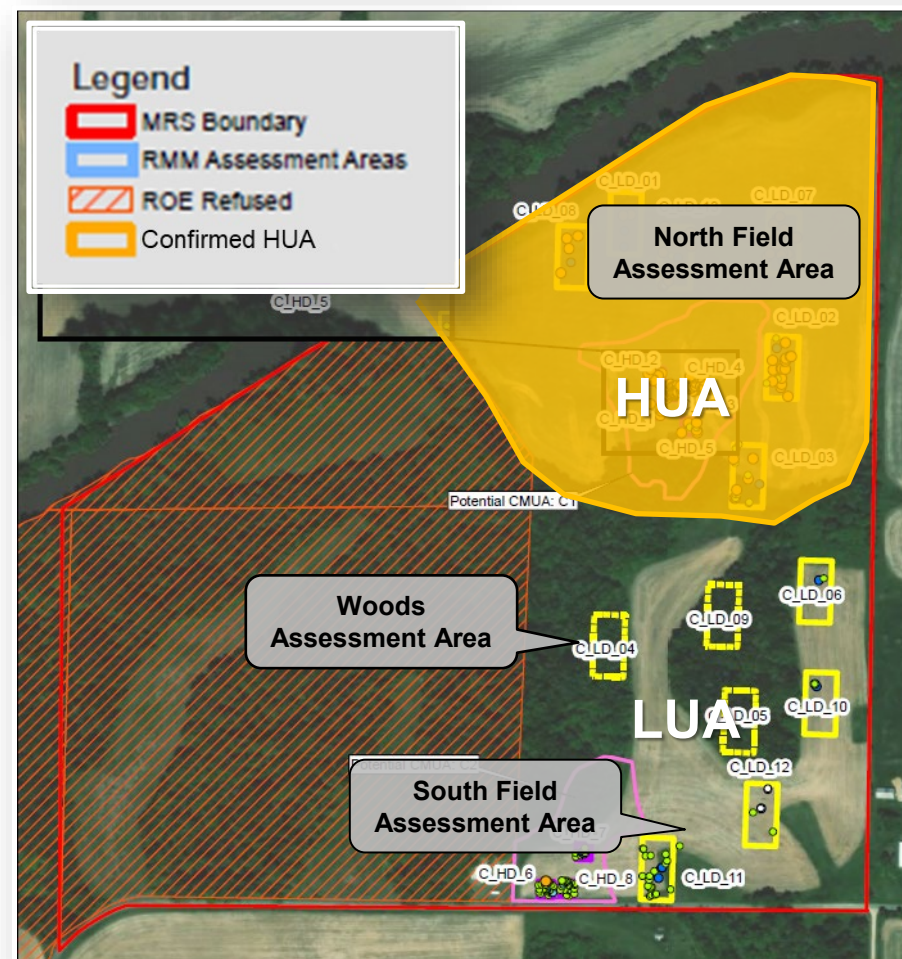 Legend
MRS Boundary
RMM Assessment Areas
ROE Refused
Confirmed HUA
C_HD_5
C_LD_01
C_LD_07
C_LD_08
North Field
Assessment Area
C_LD_02
C_HD_2
C_HD_4
HUA
C_HD_5
C_LD_03
Potential CMUA: C1
Woods
Assessment Area
C_LD_06
C_LD_09
C_LD_04
C_LD_10
LUA
C_LD_05
C_LD_12
South Field
Assessment Area
C_HD_6
C_HD_8
C_LD_11